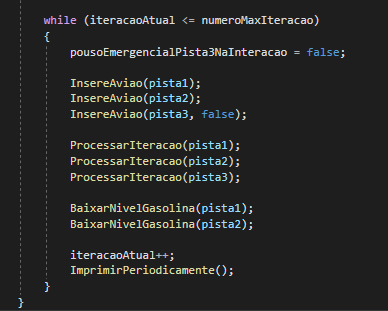 while (iteracaoAtual <= numeroMaxIteracao)
{
pousoEmergencialPista3NaInteracao = false;
InsereAviao(pista1);
InsereAviao(pista2);
InsereAviao(pista3, false);
ProcessarIteracao(pista1);
ProcessarIteracao(pista2);
ProcessarIteracao(pista3);
BaixarNivelGasolina(pista1);
BaixarNivelGasolina(pista2);
iteracaoAtual++;
ImprimirPeriodicamente();
}
}